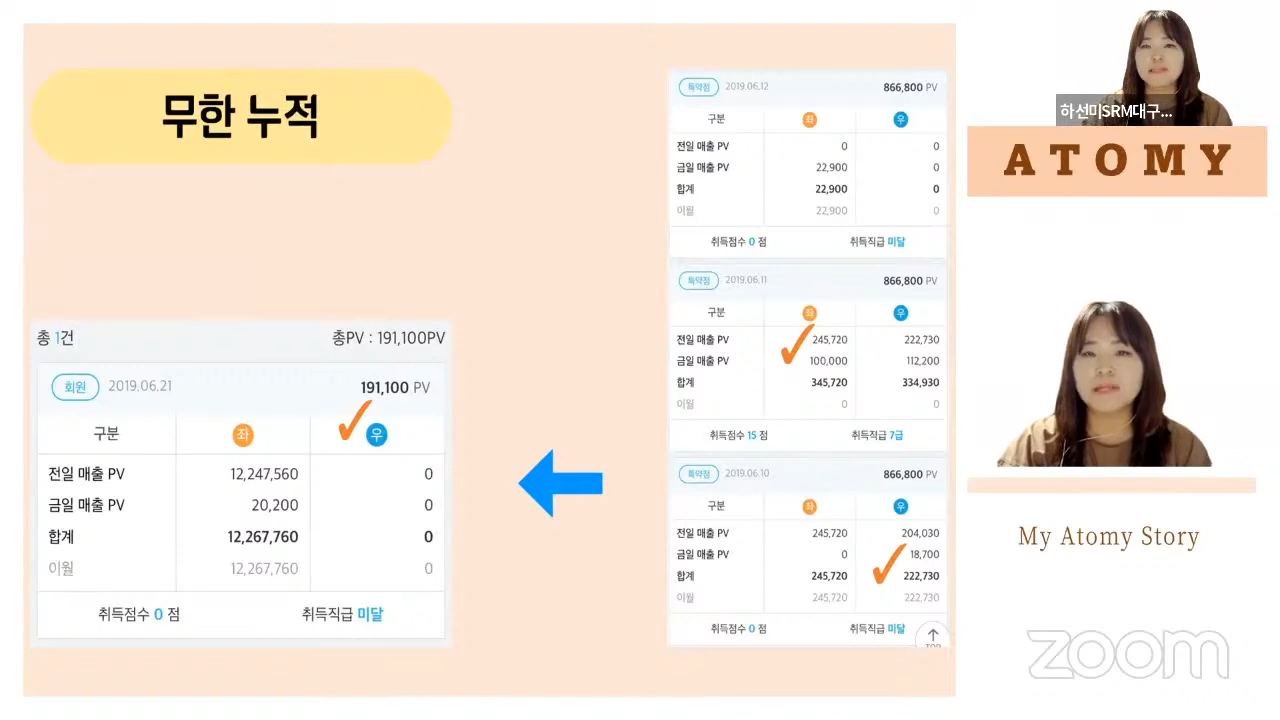 무한 누적
총 1건 총PV : 191,100PV
회원 2019.06.21 191,100 PV
구분 좌 우
전일 매출 PV 12,247,560 0
금일 매출 PV 20,200 0
합계 12,267,760 0
이월 12,267,760 0
취득점수 0 점 취득직급 미달
특약점 2019.06.12 866,800 PV
구분 좌 우
전일 매출 PV 0 0
금일 매출 PV 22,900 0
합계 22,900 0
이월 22,900 0
취득점수 0 점 취득직급 미달
특약점 2019.06.11 866,800 PV
구분 좌 우
전일 매출 PV 245,720 222,730
금일 매출 PV 100,000 112,200
합계 345,720 334,930
이월 0 0
취득점수 15 점 취득직급 7급
특약점 2019.06.10 866,800 PV
구분 좌 우
전일 매출 PV 245,720 204,030
금일 매출 PV 0 18,700
합계 245,720 222,730
이월 245,720 222,730
취득점수 0 점 취득직급 미달
TOP
하선미SRM대구...
ATOMY
My Atomy Story
zoom